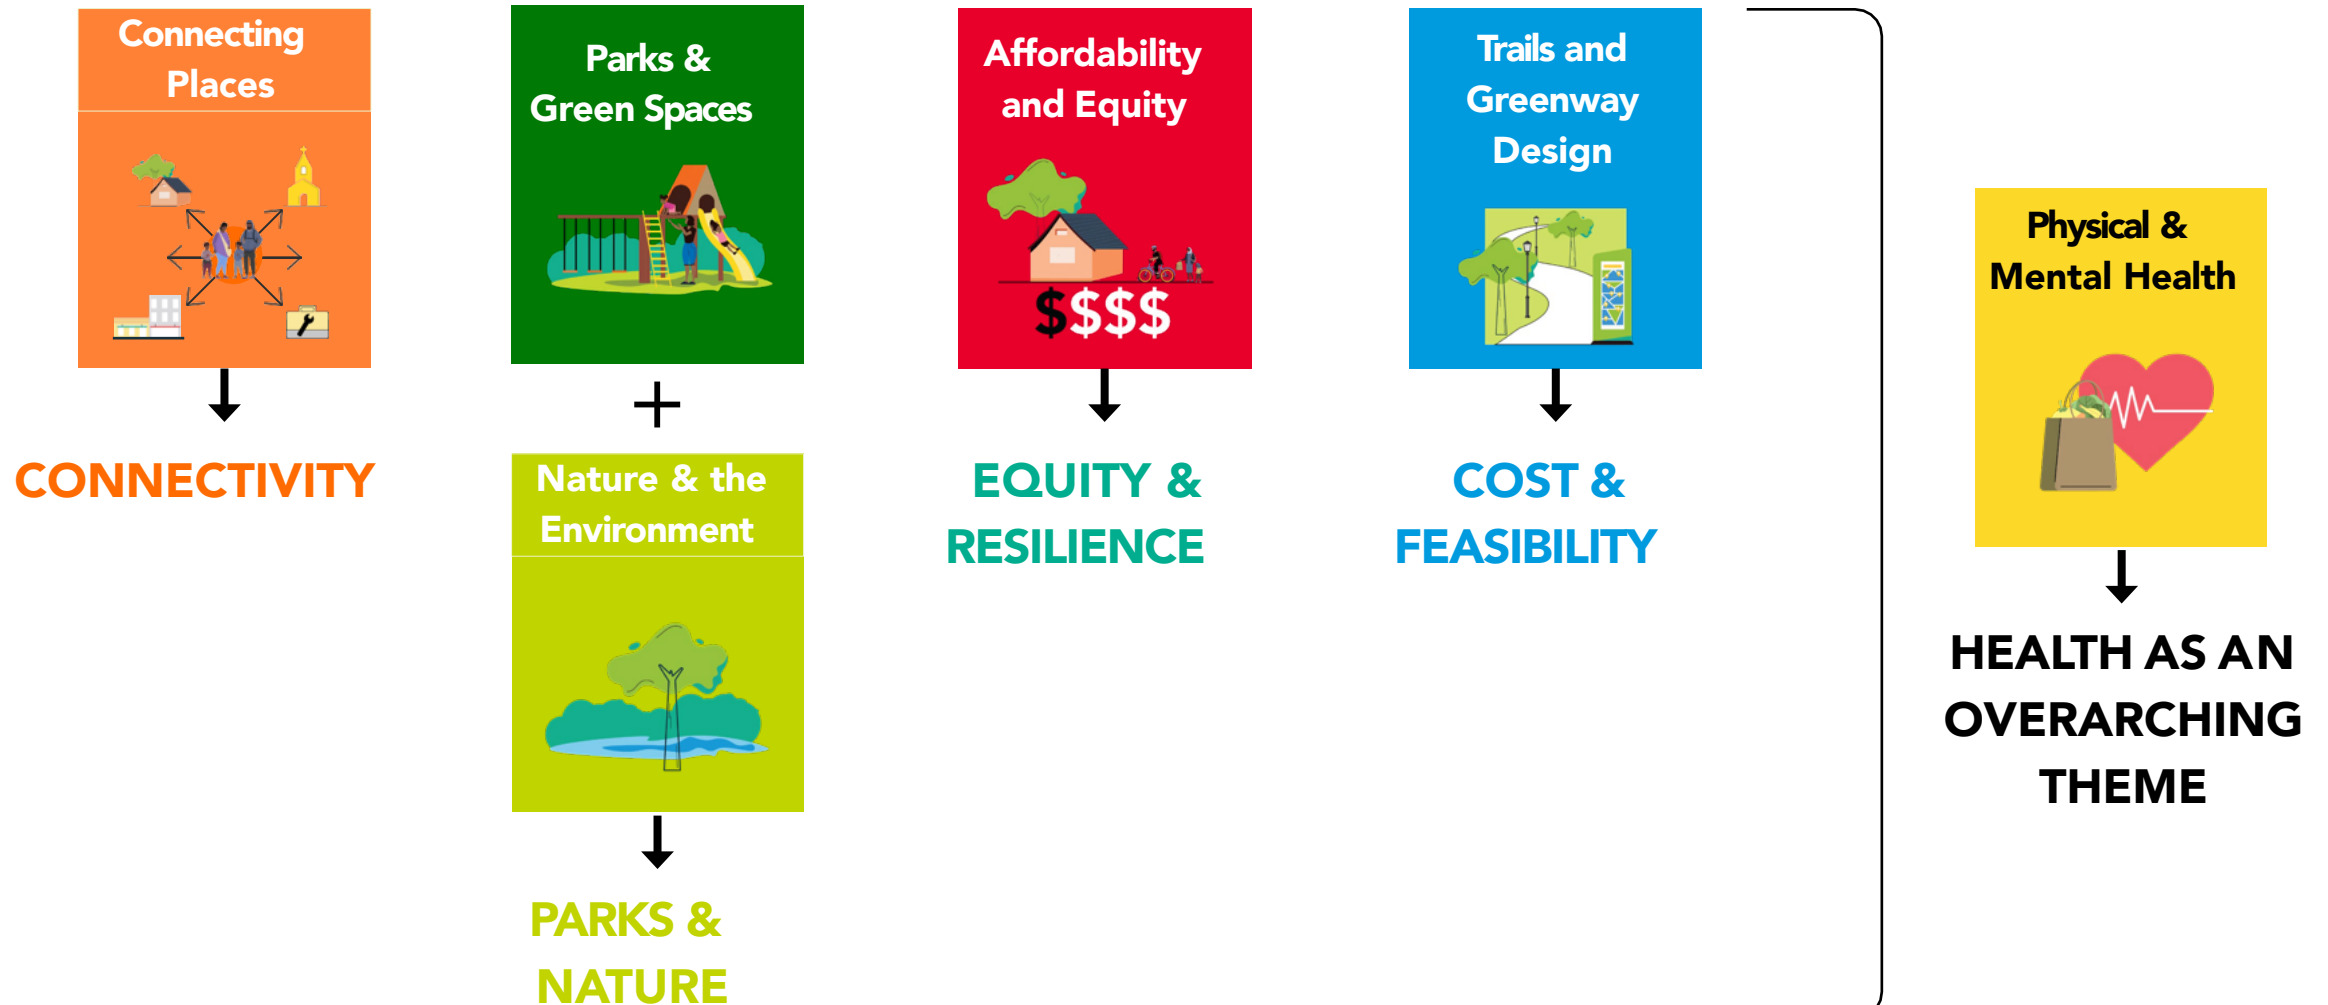 Connecting
Places
CONNECTIVITY
Parks &
Green Spaces
+
Nature & the
Environment
PARKS &
NATURE
Affordability
and Equity
$$$$
EQUITY &
RESILIENCE
Trails and
Greenway
Design
COST &
FEASIBILITY
Physical &
Mental Health
HEALTH AS AN
OVERARCHING
THEME